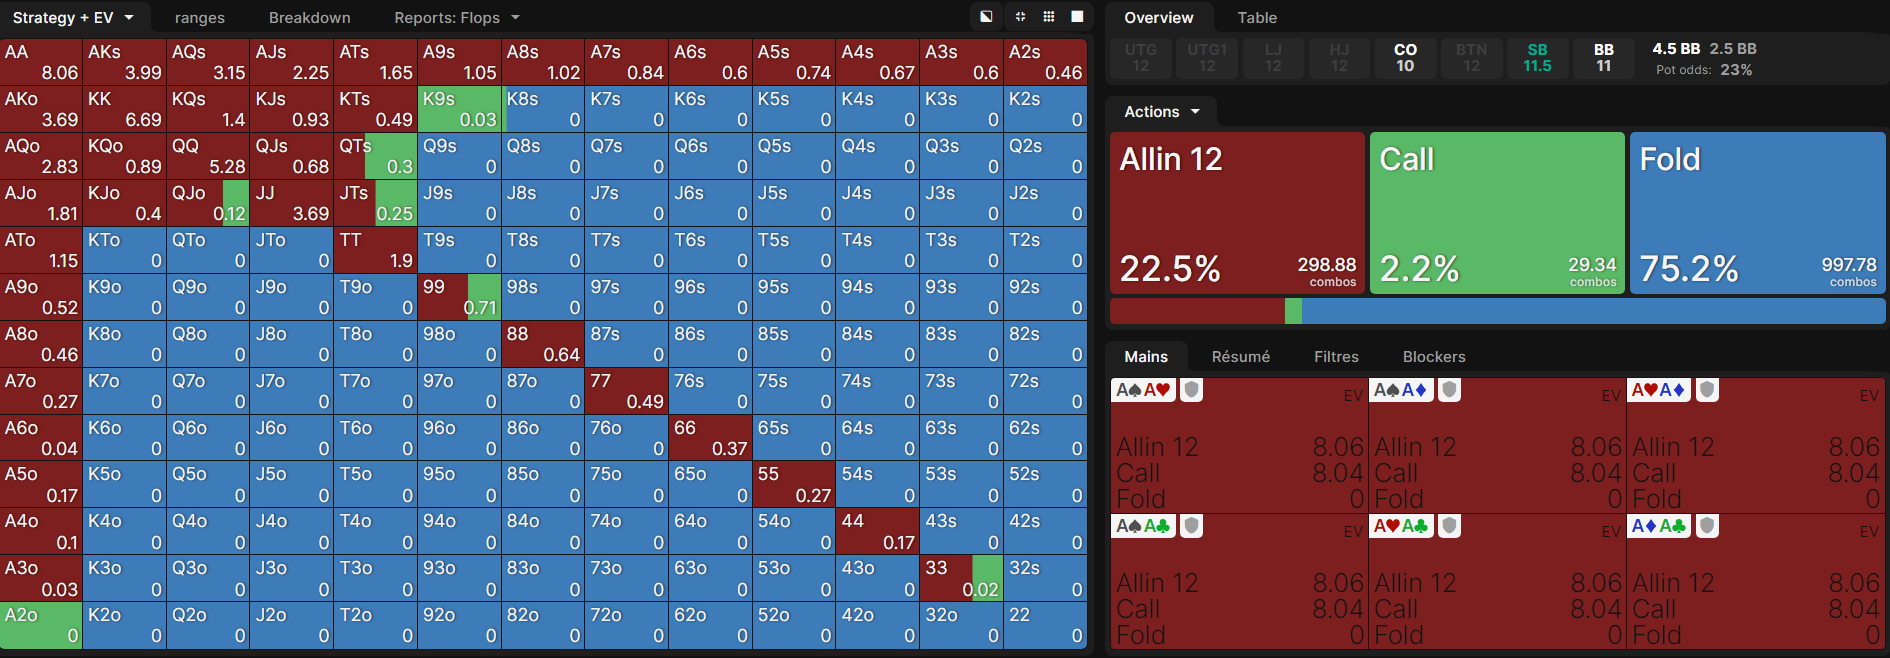 Strategy + EV ranges Breakdown Reports: Flops
AA AKs AQs AJs ATs A9s A8s A7s A6s A5s A4s A3s A2s
8.06 3.99 3.15 2.25 1.65 1.05 1.02 0.84 0.6 0.74 0.67 0.6 0.46
AKo KK KQs KJs KTs K9s K8s K7s K6s K5s K4s K3s K2s
3.69 6.69 1.4 0.93 0.49 0.03 0 0 0 0 0 0 0
AQo KQo QQ QJs QTs Q9s Q8s Q7s Q6s Q5s Q4s Q3s Q2s
2.83 0.89 5.28 0.68 0.3 0 0 0 0 0 0 0 0
AJo KJo QJo JJ JTs J9s J8s J7s J6s J5s J4s J3s J2s
1.81 0.4 0.12 3.69 0.25 0 0 0 0 0 0 0 0
ATo KTo QTo JTo TT T9s T8s T7s T6s T5s T4s T3s T2s
1.15 0 0 0 1.9 0 0 0 0 0 0 0 0
A9o K9o Q9o J9o T9o 99 98s 97s 96s 95s 94s 93s 92s
0.52 0 0 0 0 0.71 0 0 0 0 0 0 0
A8o K8o Q8o J8o T8o 98o 88 87s 86s 85s 84s 83s 82s
0.46 0 0 0 0 0 0.64 0 0 0 0 0 0
A7o K7o Q7o J7o T7o 97o 87o 77 76s 75s 74s 73s 72s
0.27 0 0 0 0 0 0 0.49 0 0 0 0 0
A6o K6o Q6o J6o T6o 96o 86o 76o 66 65s 64s 63s 62s
0.04 0 0 0 0 0 0 0 0.37 0 0 0 0
A5o K5o Q5o J5o T5o 95o 85o 75o 65o 55 54s 53s 52s
0.17 0 0 0 0 0 0 0 0 0.27 0 0 0
A4o K4o Q4o J4o T4o 94o 84o 74o 64o 54o 44 43s 42s
0.1 0 0 0 0 0 0 0 0 0 0.17 0 0
A3o K3o Q3o J3o T3o 93o 83o 73o 63o 53o 43o 33 32s
0.03 0 0 0 0 0 0 0 0 0 0 0.02 0
A2o K2o Q2o J2o T2o 92o 82o 72o 62o 52o 42o 32o 22
0 0 0 0 0 0 0 0 0 0 0 0 0
Overview Table
UTG UTG1 LJ HJ CO BTN SB BB
12 12 12 12 10 12 11.5 11
4.5 BB 2.5 BB
Pot odds: 23%
Actions
Allin 12 Call Fold
22.5% 298.88 combos 2.2% 29.34 combos 75.2% 997.78 combos
Mains Résumé Filtres Blockers
A♠A♥ EV A♠A♦ EV A♥A♦ EV
Allin 12 8.06 Allin 12 8.06 Allin 12 8.06
Call 8.04 Call 8.04 Call 8.04
Fold 0 Fold 0 Fold 0
A♠A♣ EV A♥A♣ EV A♦A♣ EV
Allin 12 8.06 Allin 12 8.06 Allin 12 8.06
Call 8.04 Call 8.04 Call 8.04
Fold 0 Fold 0 Fold 0